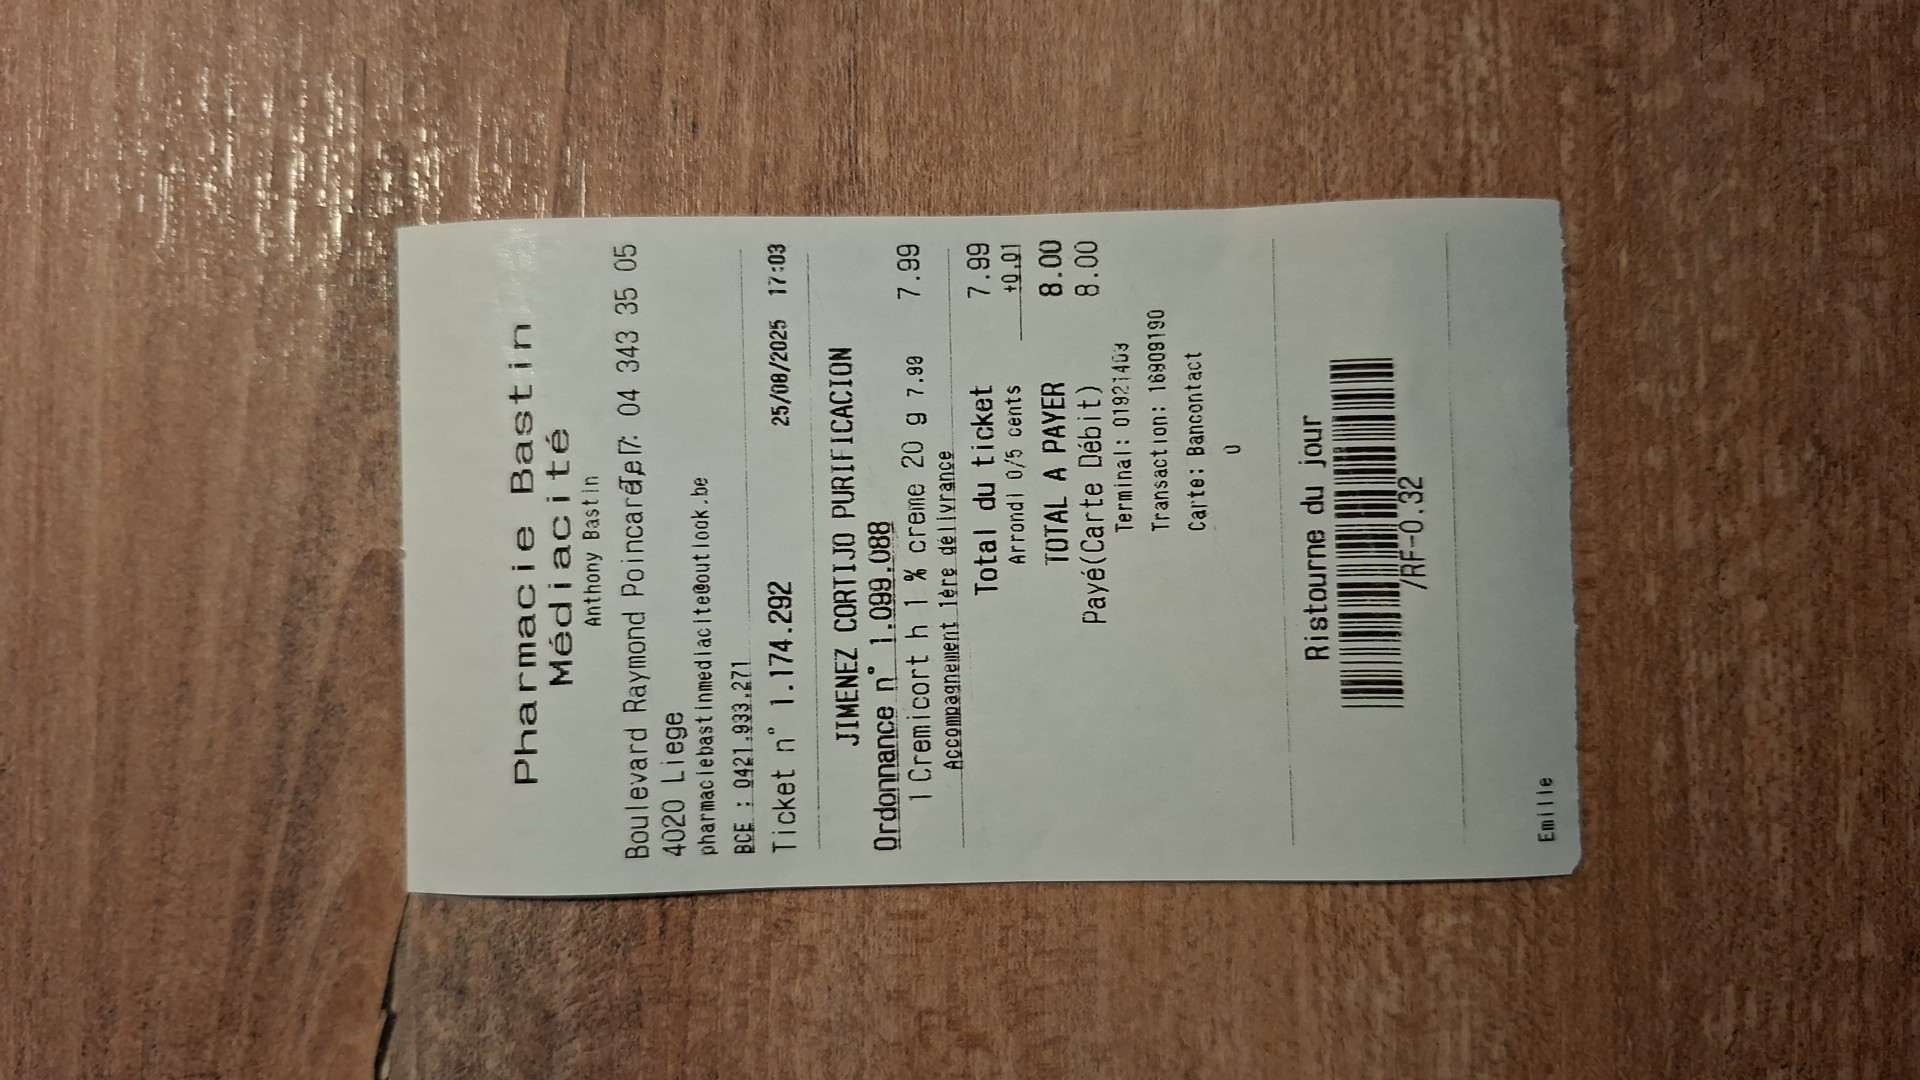 Pharmacie Bastin
Médiacité
Anthony Bastin
Boulevard Raymond Poincaré, 7: 04 343 35 05
4020 Liege
pharmaciebastinmediacite@outlook.be
BCE : 0421.933.271
Ticket n° 1.174.292 25/08/2025 17:03
JIMENEZ CORTIJO PURIFICACION
Ordonnance n° 1.099.088
1 Cremicort h 1 % creme 20 g 7.99 7.99
Accompagnement 1ère délivrance
Total du ticket 7.99
Arrondi 0/5 cents +0.01
TOTAL A PAYER 8.00
Payé(Carte Débit) 8.00
Terminal: 01921403
Transaction: 16909190
Carte: Bancontact
0
Ristourne du jour
/RF-0.32
Emilie